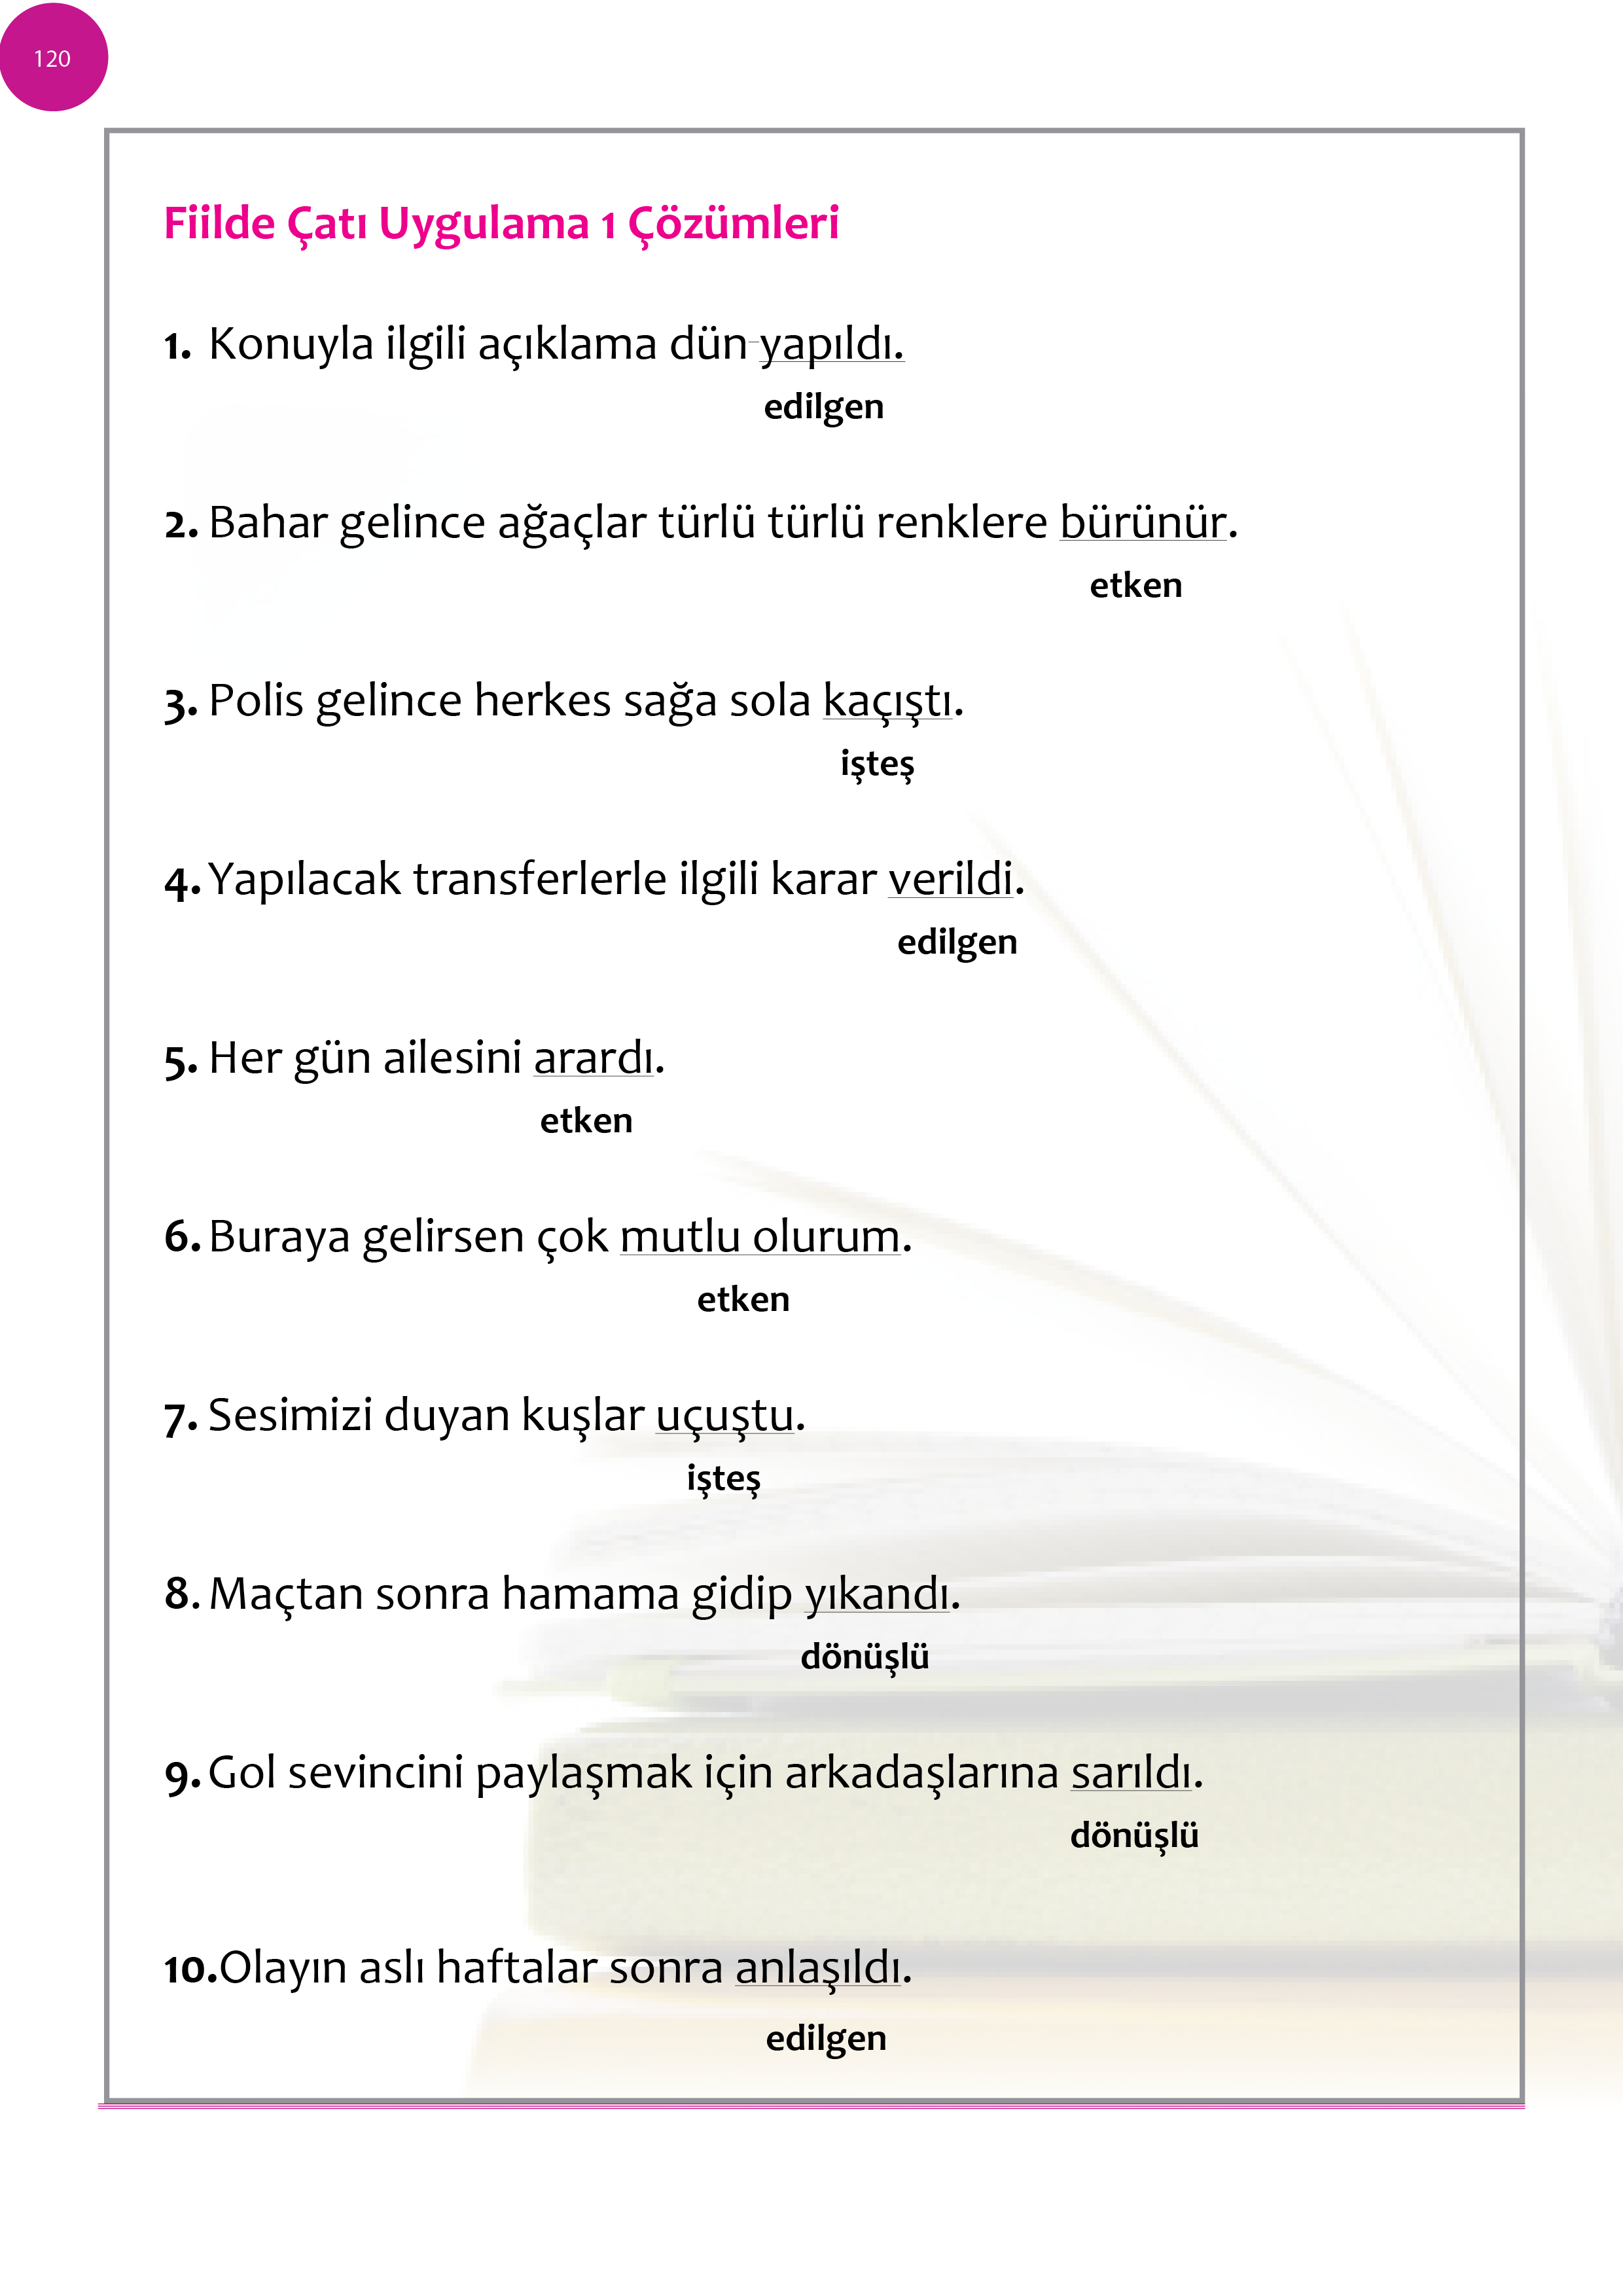 120
Fiilde Çatı Uygulama 1 Çözümleri
1. Konuyla ilgili açıklama dün yapıldı.
edilgen
2. Bahar gelince ağaçlar türlü türlü renklere bürünür.
etken
3. Polis gelince herkes sağa sola kaçıştı.
işteş
4. Yapılacak transferlerle ilgili karar verildi.
edilgen
5. Her gün ailesini arardı.
etken
6. Buraya gelirsen çok mutlu olurum.
etken
7. Sesimizi duyan kuşlar uçuştu.
işteş
8. Maçtan sonra hamama gidip yıkandı.
dönüşlü
9. Gol sevincini paylaşmak için arkadaşlarına sarıldı.
dönüşlü
10.Olayın aslı haftalar sonra anlaşıldı.
edilgen